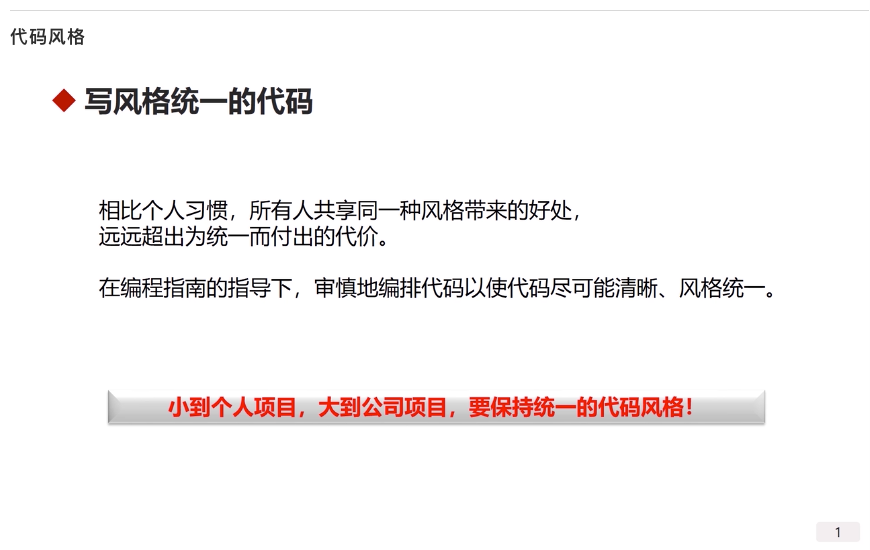 代码风格
写风格统一的代码
相比个人习惯，所有人共享同一种风格带来的好处，
远远超出为统一而付出的代价。
在编程指南的指导下，审慎地编排代码以使代码尽可能清晰、风格统一。
小到个人项目，大到公司项目，要保持统一的代码风格！
1